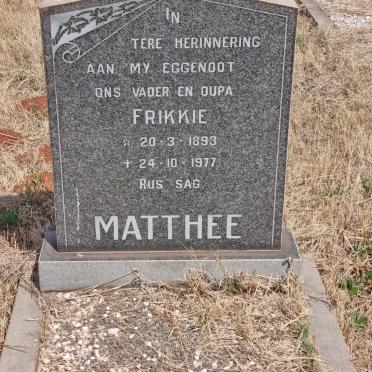 IN
TERE HERINNERING
AAN MY EGGENOOT
ONS VADER EN OUPA
FRIKKIE
☆ 20·3·1893
+ 24·10·1977
RUS SAG
MATTHEE